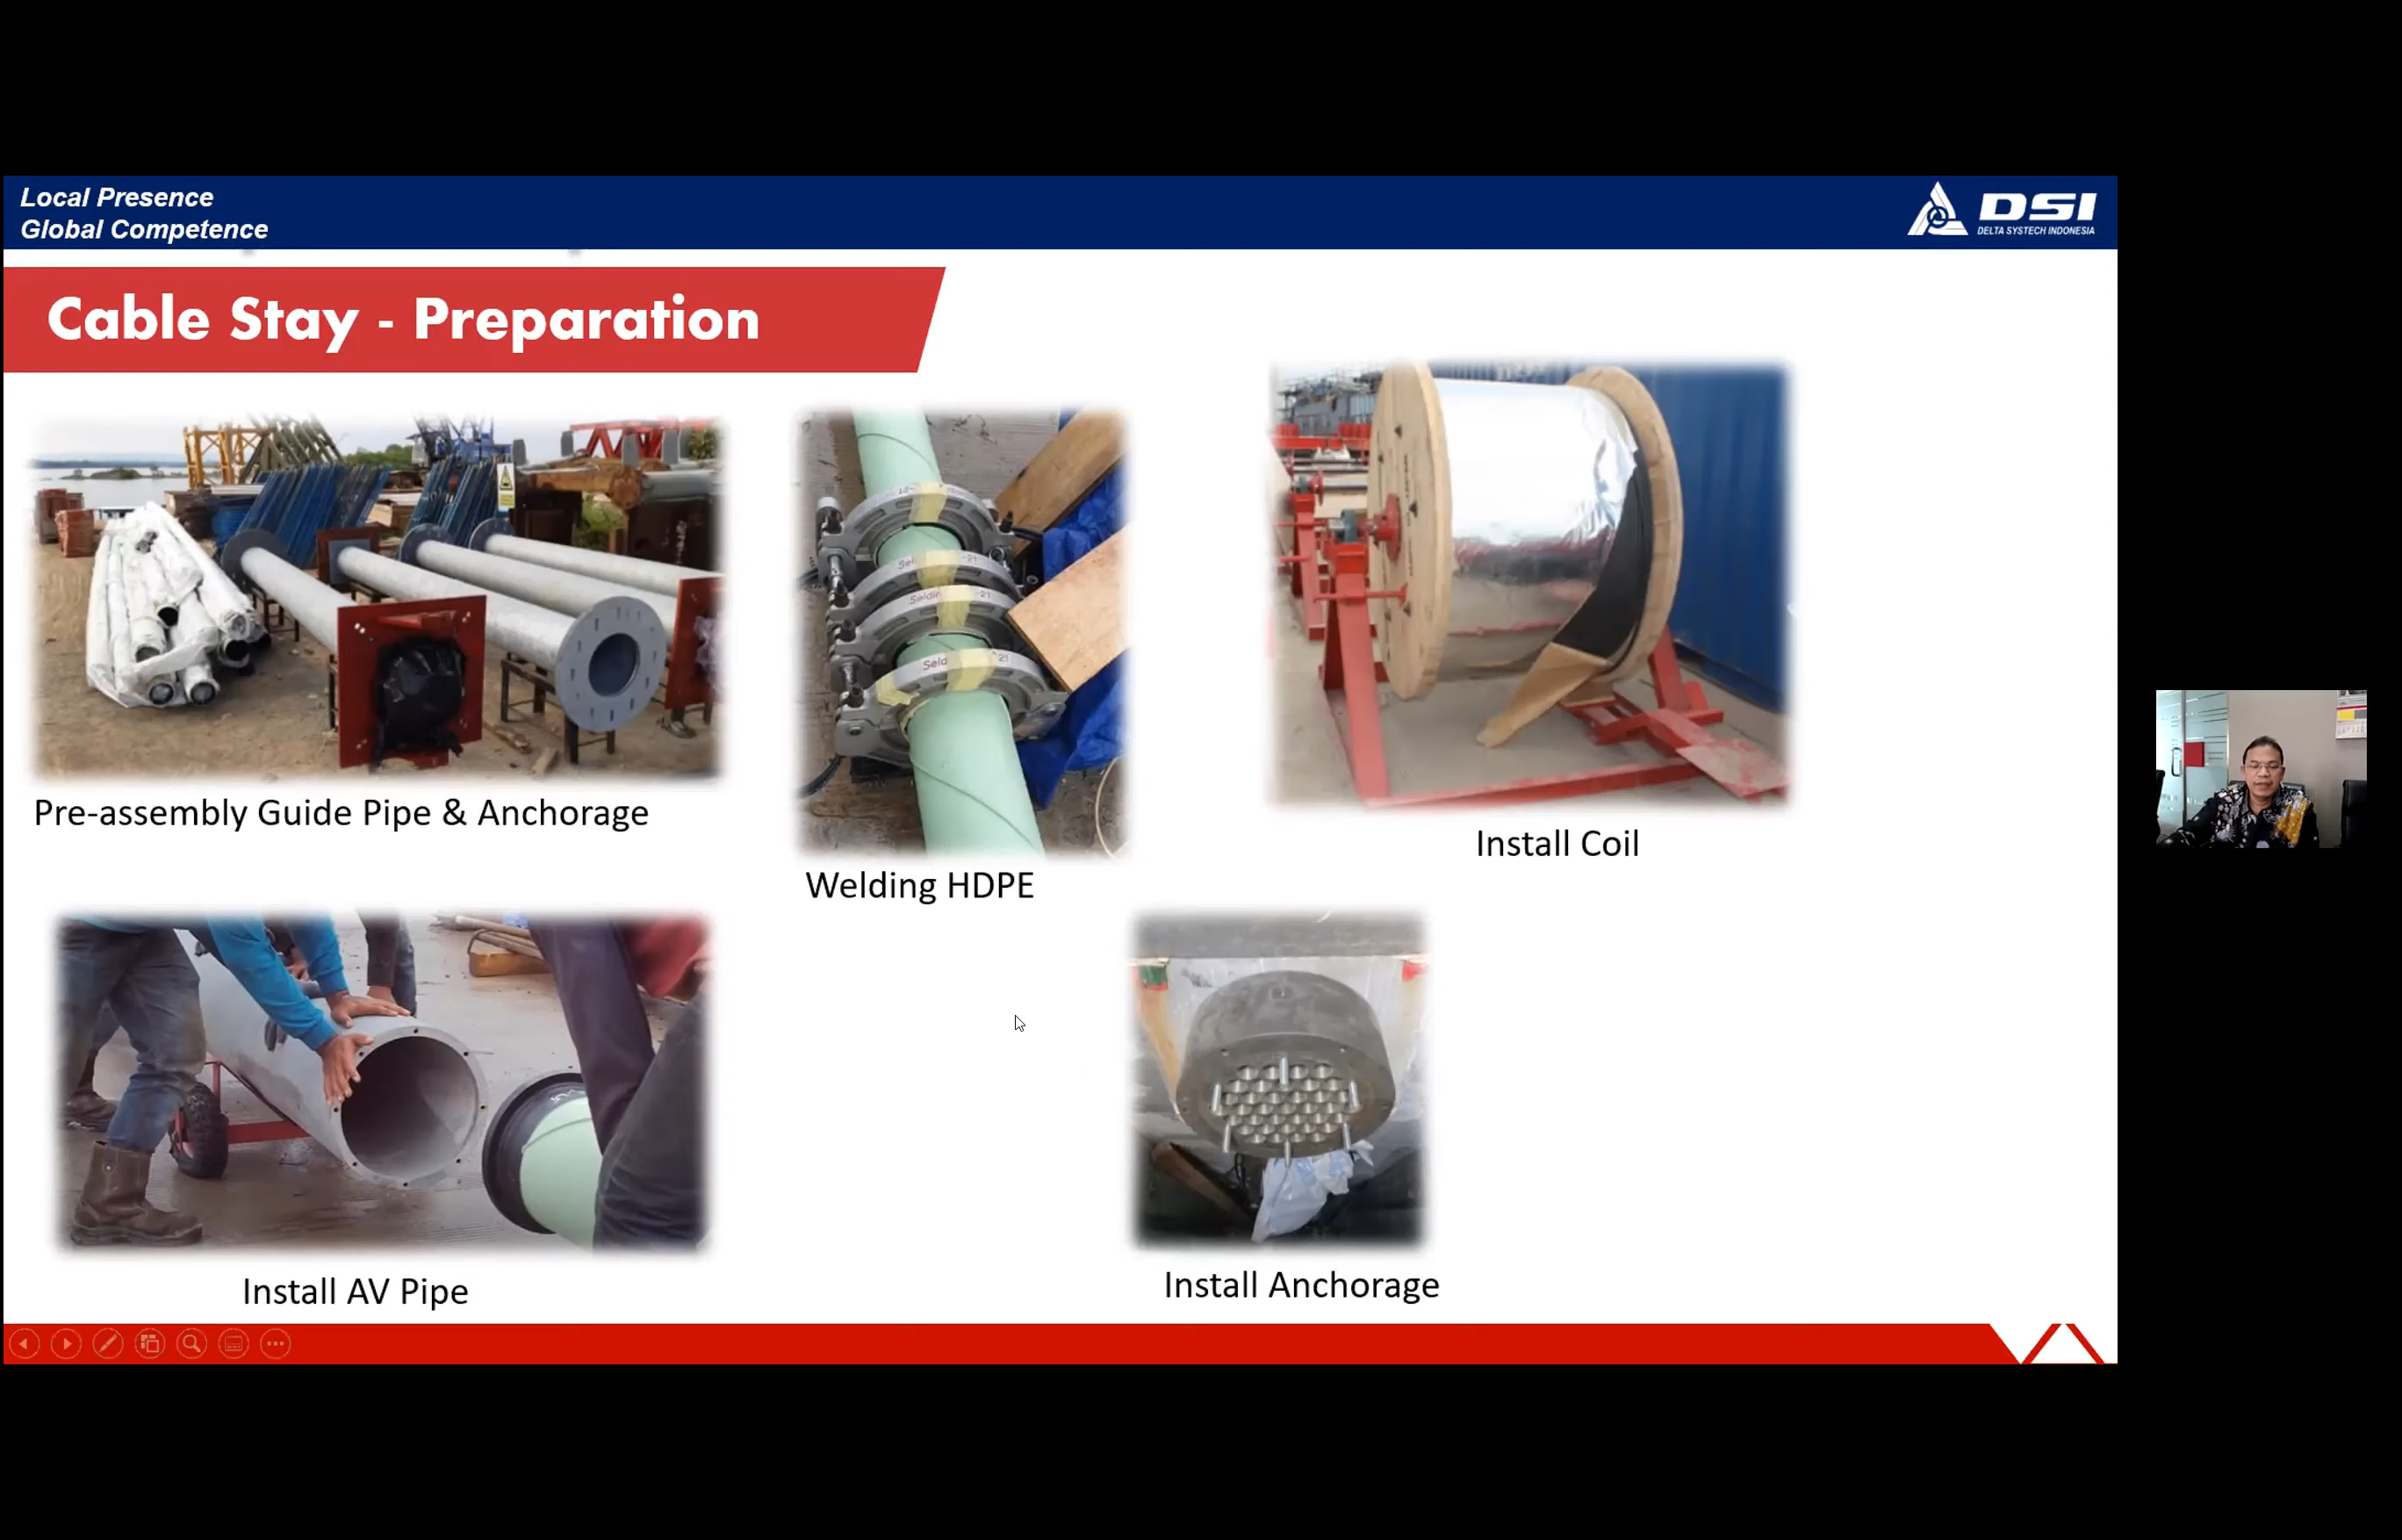 Local Presence
Global Competence
DSI
DELTA SYSTECH INDONESIA
Cable Stay - Preparation
Pre-assembly Guide Pipe & Anchorage
Welding HDPE
Install Coil
Install AV Pipe
Install Anchorage